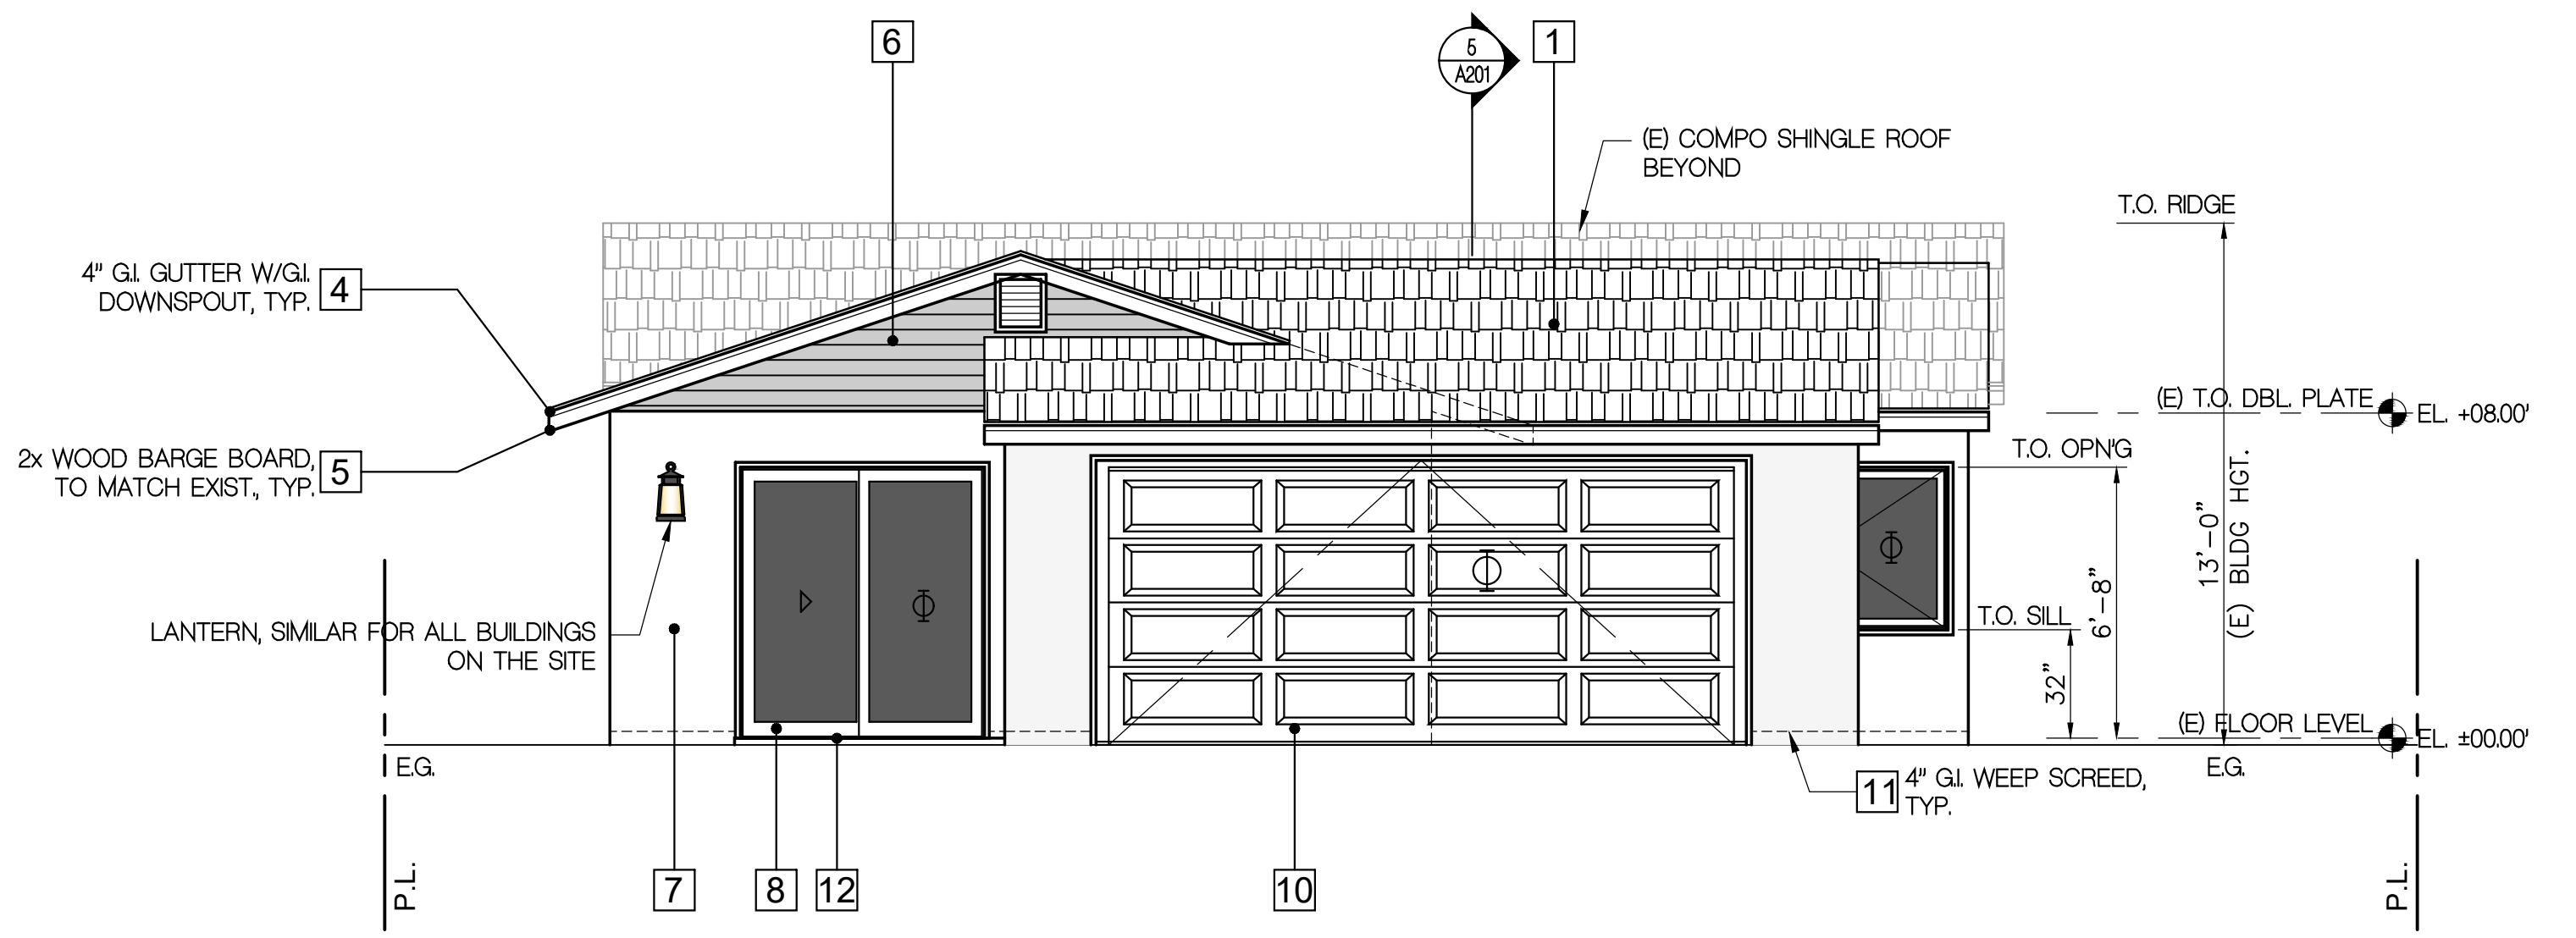 6
5
A201
1
(E) COMPO SHINGLE ROOF
BEYOND
T.O. RIDGE
4" G.I. GUTTER W/G.I.
DOWNSPOUT, TYP.
4
(E) T.O. DBL. PLATE
EL. +08.00'
T.O. OPN'G
2x WOOD BARGE BOARD,
TO MATCH EXIST., TYP.
5
13'-0"
(E) BLDG HGT.
6'-8"
T.O. SILL
32"
LANTERN, SIMILAR FOR ALL BUILDINGS
ON THE SITE
(E) FLOOR LEVEL
EL. ±00.00'
E.G.
E.G.
11
4" G.I. WEEP SCREED,
TYP.
P.L.
7
8
12
10
P.L.